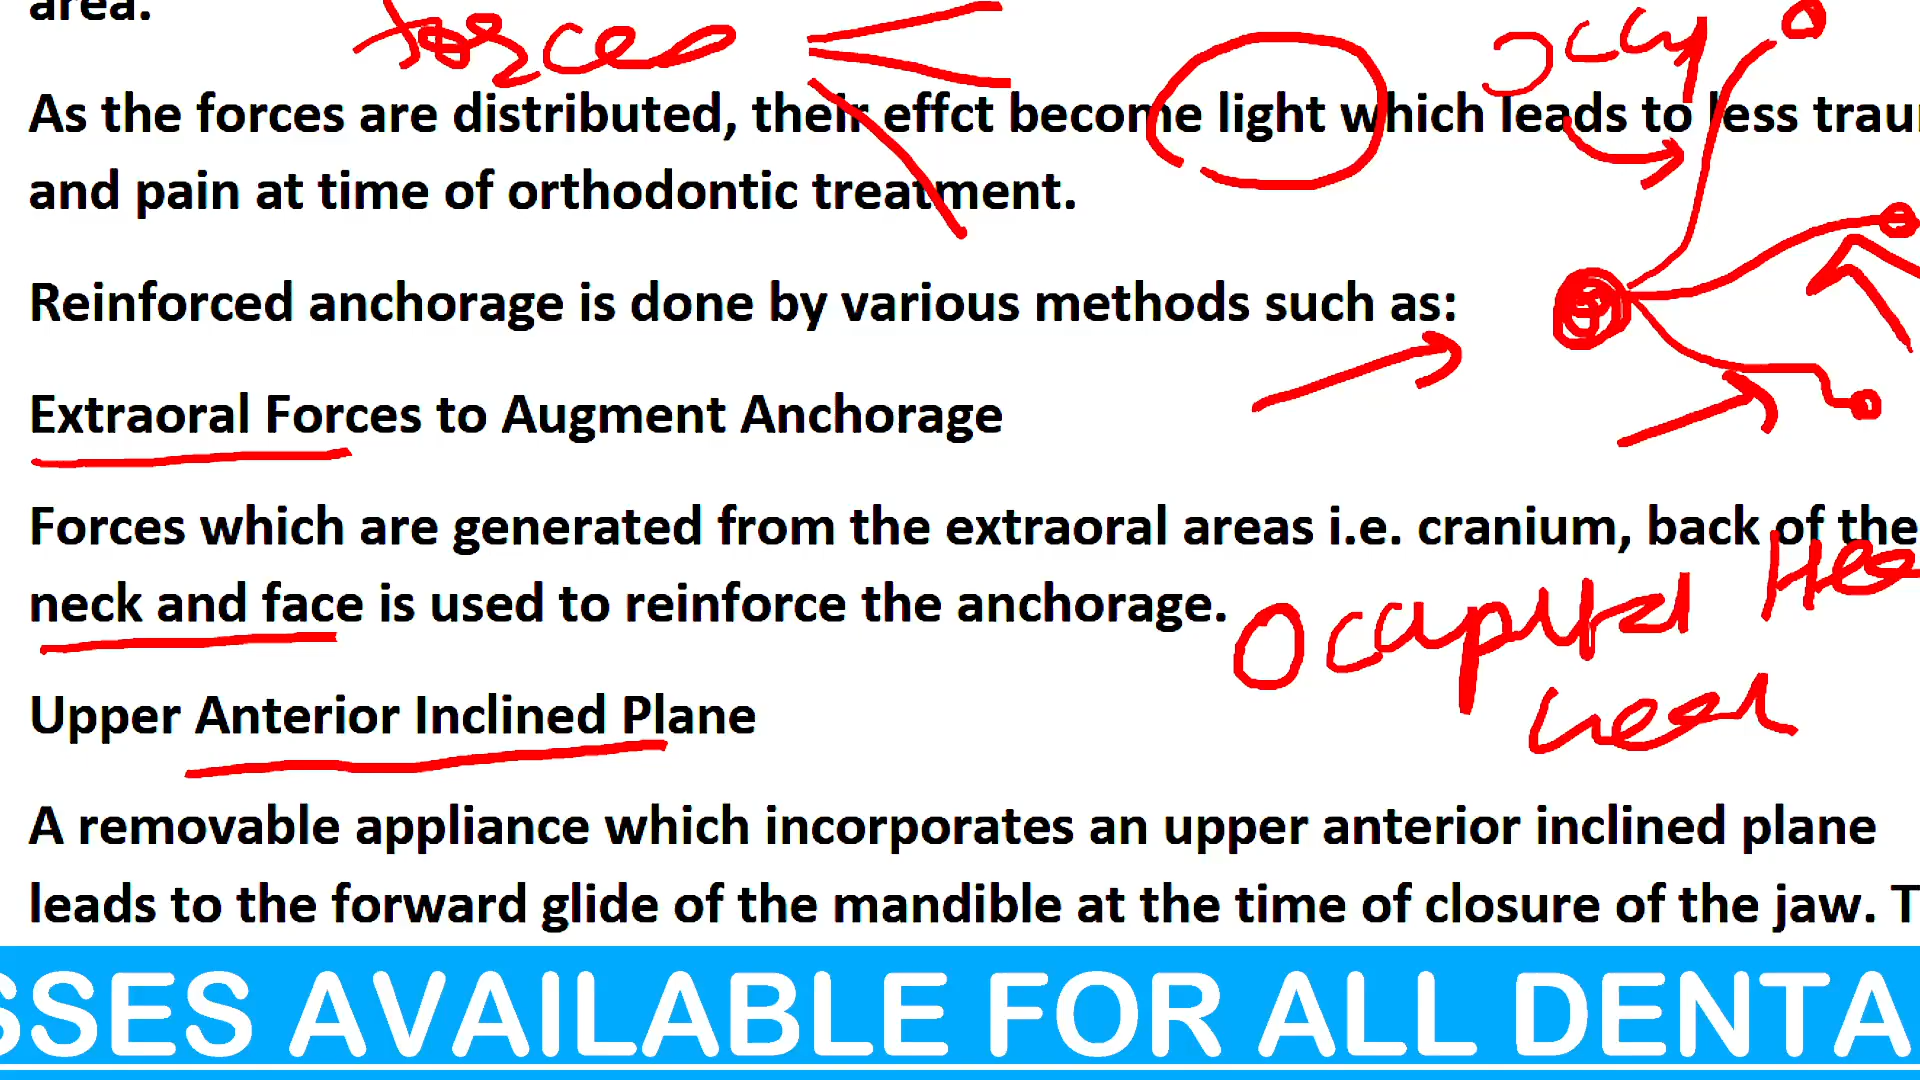 area.
forces
As the forces are distributed, their effct become light which leads to less trau
and pain at time of orthodontic treatment.
Reinforced anchorage is done by various methods such as:
Extraoral Forces to Augment Anchorage
Forces which are generated from the extraoral areas i.e. cranium, back of the
neck and face is used to reinforce the anchorage.
Upper Anterior Inclined Plane
A removable appliance which incorporates an upper anterior inclined plane
leads to the forward glide of the mandible at the time of closure of the jaw. T
SSES AVAILABLE FOR ALL DENTA